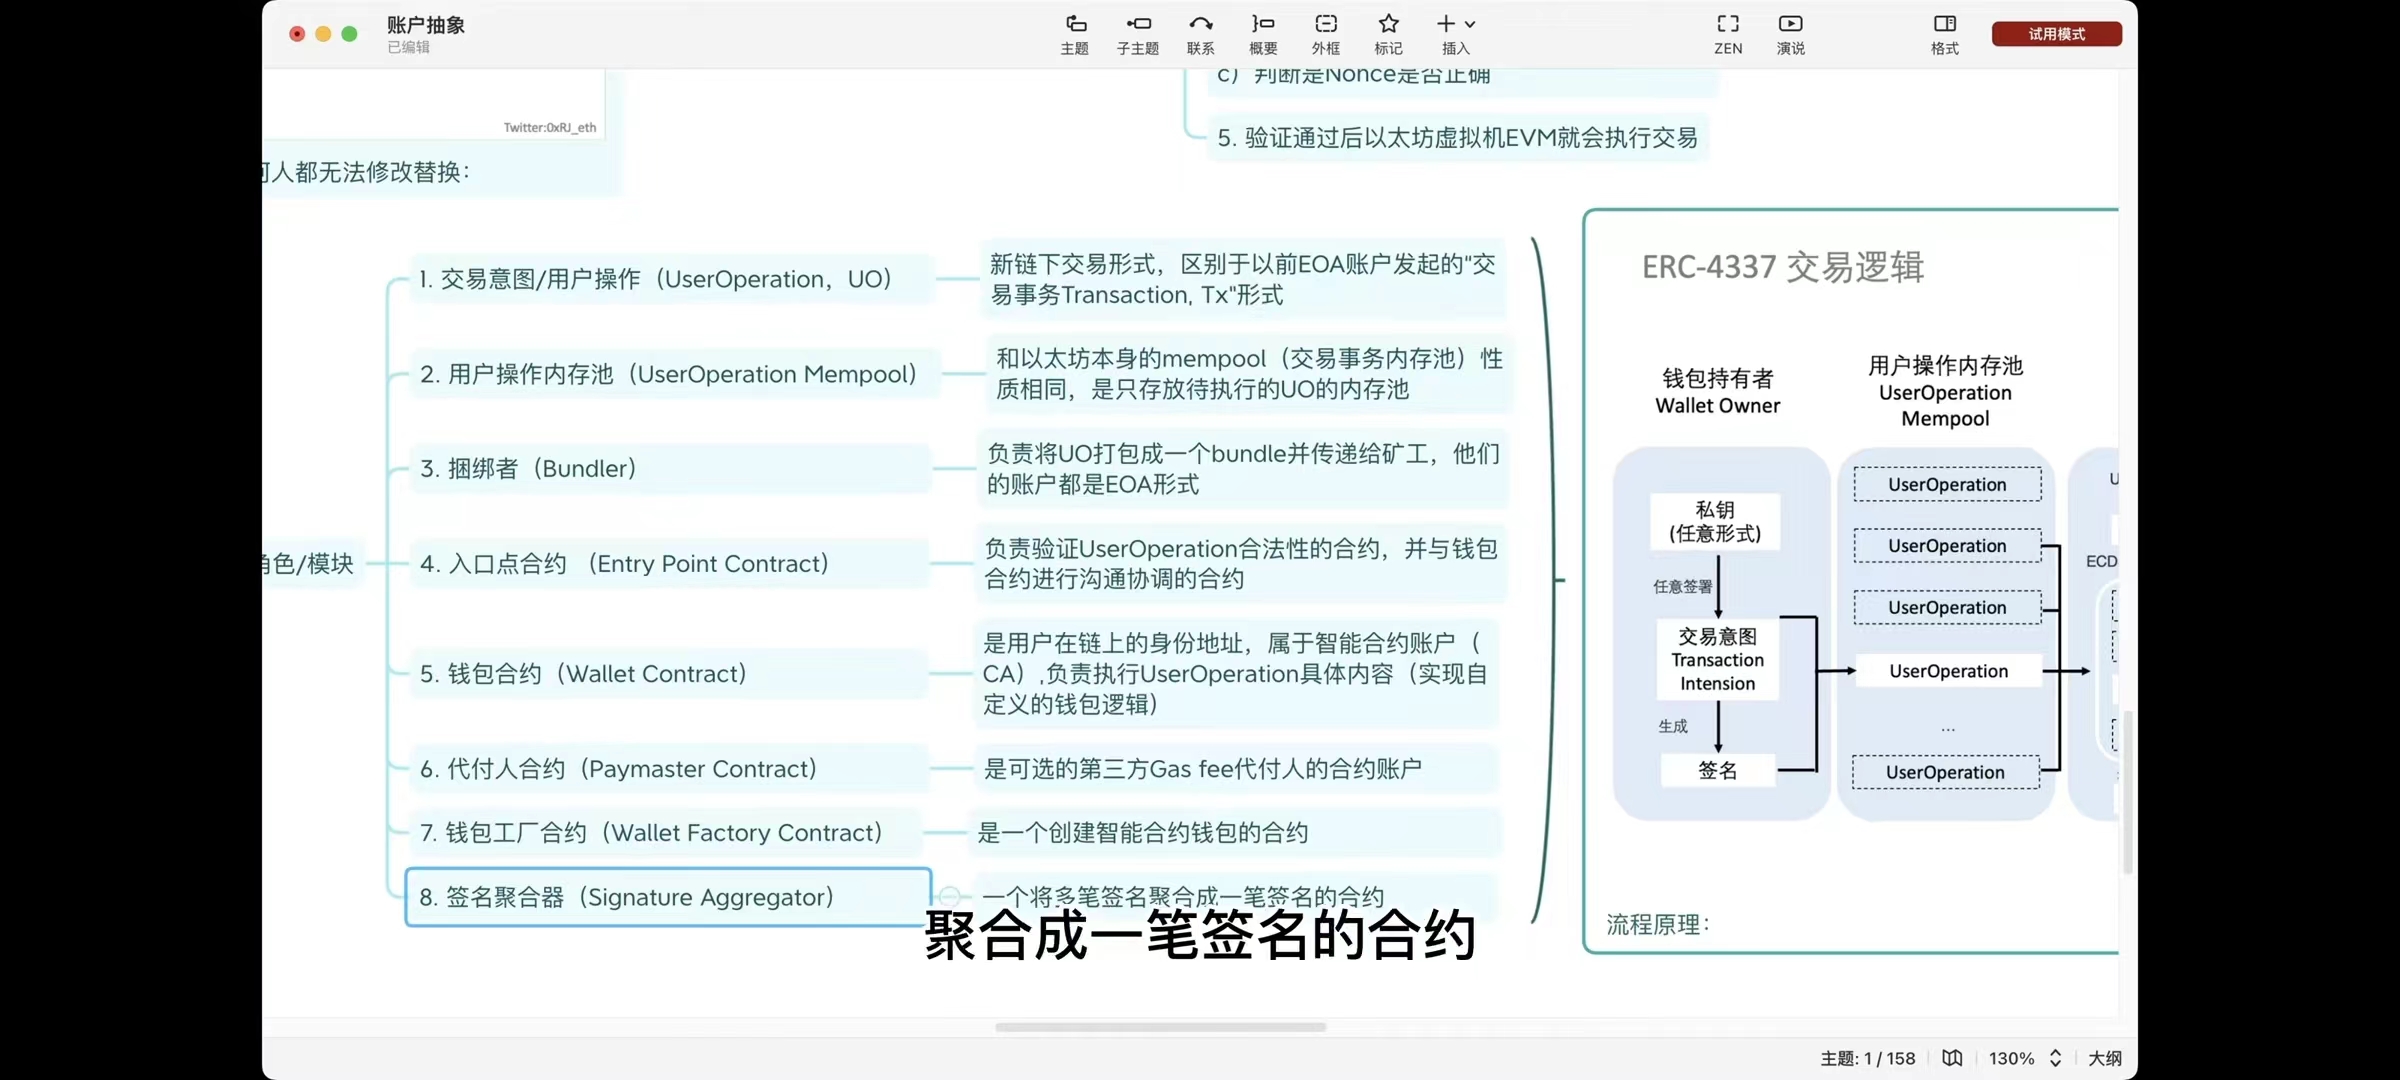 账户抽象
已编辑
主题
子主题
联系
概要
外框
标记
插入
ZEN
演说
格式
试用模式
c）判断是Nonce是否正确
5. 验证通过后以太坊虚拟机EVM就会执行交易
Twitter:0xRJ_eth
何人都无法修改替换：
角色/模块
1. 交易意图/用户操作（UserOperation，UO）
新链下交易形式，区别于以前EOA账户发起的"交
易事务Transaction, Tx"形式
2. 用户操作内存池（UserOperation Mempool）
和以太坊本身的mempool（交易事务内存池）性
质相同，是只存放待执行的UO的内存池
3. 捆绑者（Bundler）
负责将UO打包成一个bundle并传递给矿工，他们
的账户都是EOA形式
4. 入口点合约 （Entry Point Contract）
负责验证UserOperation合法性的合约，并与钱包
合约进行沟通协调的合约
5. 钱包合约（Wallet Contract）
是用户在链上的身份地址，属于智能合约账户（
CA）,负责执行UserOperation具体内容（实现自
定义的钱包逻辑）
6. 代付人合约（Paymaster Contract）
是可选的第三方Gas fee代付人的合约账户
7. 钱包工厂合约（Wallet Factory Contract）
是一个创建智能合约钱包的合约
8. 签名聚合器（Signature Aggregator）
一个将多笔签名聚合成一笔签名的合约
聚合成一笔签名的合约
ERC-4337 交易逻辑
钱包持有者
Wallet Owner
私钥
(任意形式)
任意签署
交易意图
Transaction
Intension
生成
签名
用户操作内存池
UserOperation
Mempool
UserOperation
UserOperation
UserOperation
UserOperation
...
UserOperation
U
ECD
流程原理：
主题: 1 / 158
130%
大纲